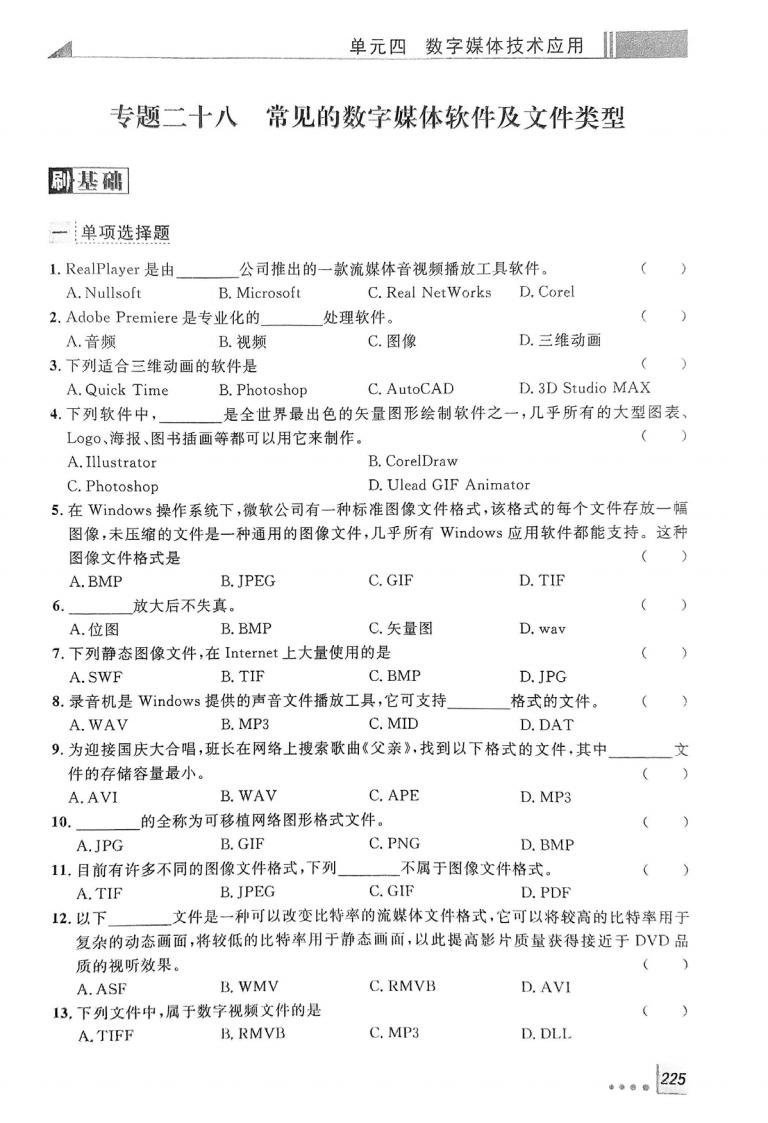 单元四 数字媒体技术应用
专题二十八 常见的数字媒体软件及文件类型
刷基础
一 单项选择题
1. RealPlayer 是由______公司推出的一款流媒体音视频播放工具软件。 ( )
A. Nullsoft B. Microsoft C. Real NetWorks D. Corel
2. Adobe Premiere 是专业化的______处理软件。 ( )
A. 音频 B. 视频 C. 图像 D. 三维动画
3. 下列适合三维动画的软件是 ( )
A. Quick Time B. Photoshop C. AutoCAD D. 3D Studio MAX
4. 下列软件中,______是全世界最出色的矢量图形绘制软件之一,几乎所有的大型图表、
Logo、海报、图书插画等都可以用它来制作。 ( )
A. Illustrator B. CorelDraw
C. Photoshop D. Ulead GIF Animator
5. 在 Windows 操作系统下,微软公司有一种标准图像文件格式,该格式的每个文件存放一幅
图像,未压缩的文件是一种通用的图像文件,几乎所有 Windows 应用软件都能支持。这种
图像文件格式是 ( )
A. BMP B. JPEG C. GIF D. TIF
6. ______放大后不失真。 ( )
A. 位图 B. BMP C. 矢量图 D. wav
7. 下列静态图像文件,在 Internet 上大量使用的是 ( )
A. SWF B. TIF C. BMP D. JPG
8. 录音机是 Windows 提供的声音文件播放工具,它可支持______格式的文件。 ( )
A. WAV B. MP3 C. MID D. DAT
9. 为迎接国庆大合唱,班长在网络上搜索歌曲《父亲》,找到以下格式的文件,其中______文
件的存储容量最小。 ( )
A. AVI B. WAV C. APE D. MP3
10. ______的全称为可移植网络图形格式文件。 ( )
A. JPG B. GIF C. PNG D. BMP
11. 目前有许多不同的图像文件格式,下列______不属于图像文件格式。 ( )
A. TIF B. JPEG C. GIF D. PDF
12. 以下______文件是一种可以改变比特率的流媒体文件格式,它可以将较高的比特率用于
复杂的动态画面,将较低的比特率用于静态画面,以此提高影片质量获得接近于 DVD 品
质的视听效果。 ( )
A. ASF B. WMV C. RMVB D. AVI
13. 下列文件中,属于数字视频文件的是 ( )
A. TIFF B. RMVB C. MP3 D. DLL
225